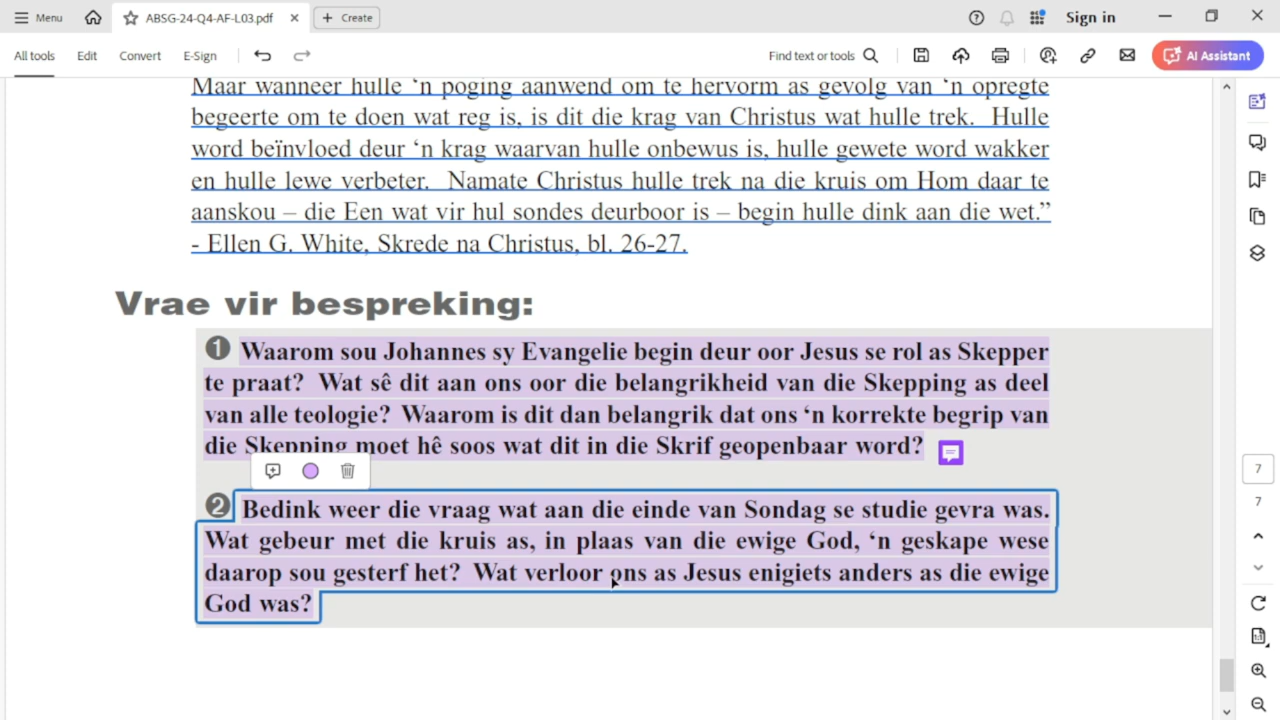 Menu ABSG-24-Q4-AF-L03.pdf Create Sign in
All tools Edit Convert E-Sign Find text or tools AI Assistant
Maar wanneer hulle ‘n poging aanwend om te hervorm as gevolg van ‘n opregte
begeerte om te doen wat reg is, is dit die krag van Christus wat hulle trek. Hulle
word beïnvloed deur ‘n krag waarvan hulle onbewus is, hulle gewete word wakker
en hulle lewe verbeter. Namate Christus hulle trek na die kruis om Hom daar te
aanskou – die Een wat vir hul sondes deurboor is – begin hulle dink aan die wet.”
- Ellen G. White, Skrede na Christus, bl. 26-27.
Vrae vir bespreking:
❶ Waarom sou Johannes sy Evangelie begin deur oor Jesus se rol as Skepper
te praat? Wat sê dit aan ons oor die belangrikheid van die Skepping as deel
van alle teologie? Waarom is dit dan belangrik dat ons ‘n korrekte begrip van
die Skepping moet hê soos wat dit in die Skrif geopenbaar word?
❷ Bedink weer die vraag wat aan die einde van Sondag se studie gevra was.
Wat gebeur met die kruis as, in plaas van die ewige God, ‘n geskape wese
daarop sou gesterf het? Wat verloor ons as Jesus enigiets anders as die ewige
God was?
7
7